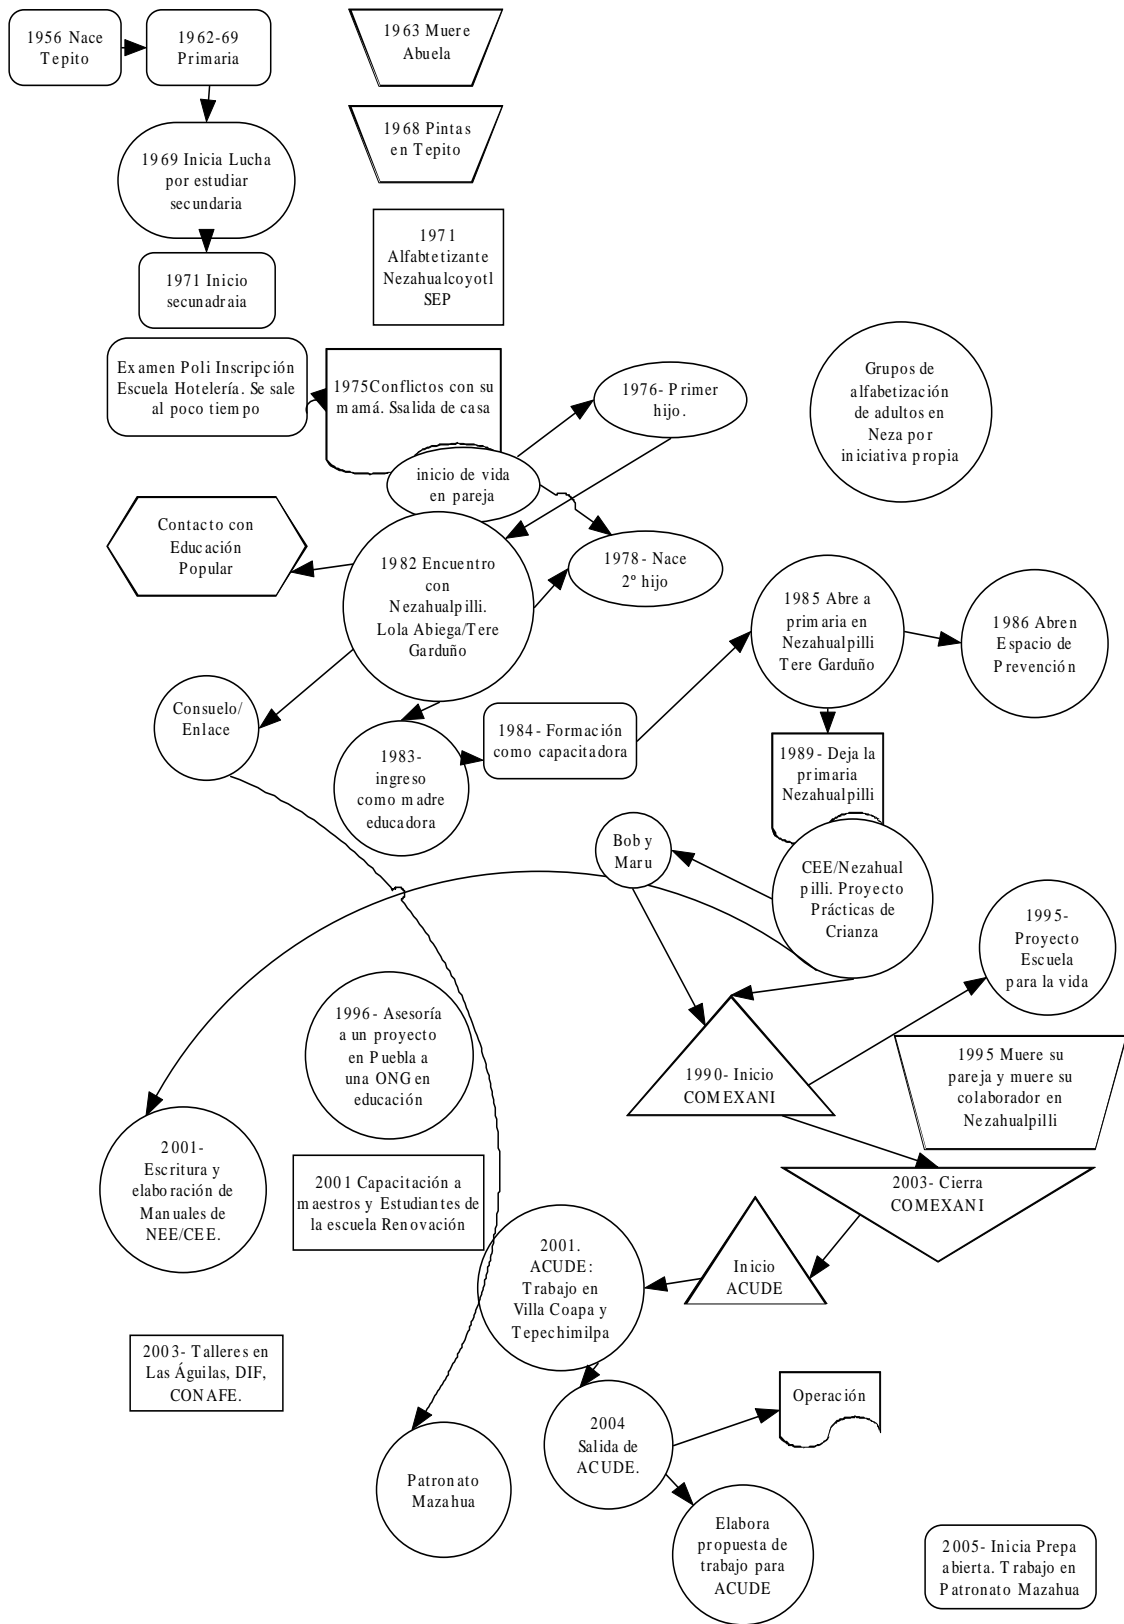 1956 Nace
Tepito
1962-69
Primaria
1963 Muere
Abuela
1968 Pintas
en Tepito
1969 Inicia Lucha
por estudiar
secundaria
1971
Alfabtetizante
Nezahualcoyotl
SEP
1971 Inicio
secunadraia
Examen Poli Inscripción
Escuela Hotelería. Se sale
al poco tiempo
1975Conflictos con su
mamá. Ssalida de casa
1976- Primer
hijo.
Grupos de
alfabetización
de adultos en
Neza por
iniciativa propia
inicio de vida
en pareja
Contacto con
Educación
Popular
1982 Encuentro
con
Nezahualpilli.
Lola Abiega/Tere
Garduño
1978- Nace
2º hijo
1985 Abre a
primaria en
Nezahualpilli
Tere Garduño
1986 Abren
Espacio de
Prevención
Consuelo/
Enlace
1983-
ingreso
como madre
educadora
1984- Formación
como capacitadora
1989- Deja la
primaria
Nezahualpilli
Bob y
Maru
CEE/Nezahual
pilli. Proyecto
Prácticas de
Crianza
1995-
Proyecto
Escuela
para la vida
1996- Asesoría
a un proyecto
en Puebla a
una ONG en
educación
1990- Inicio
COMEXANI
1995 Muere su
pareja y muere su
colaborador en
Nezahualpilli
2001-
Escritura y
elaboración de
Manuales de
NEE/CEE.
2001 Capacitación a
maestros y Estudiantes de
la escuela Renovación
2003- Cierra
COMEXANI
2001.
ACUDE:
Trabajo en
Villa Coapa y
Tepechimilpa
Inicio
ACUDE
2003- Talleres en
Las Águilas, DIF,
CONAFE.
2004
Salida de
ACUDE.
Operación
Patronato
Mazahua
Elabora
propuesta de
trabajo para
ACUDE
2005- Inicia Prepa
abierta. Trabajo en
Patronato Mazahua